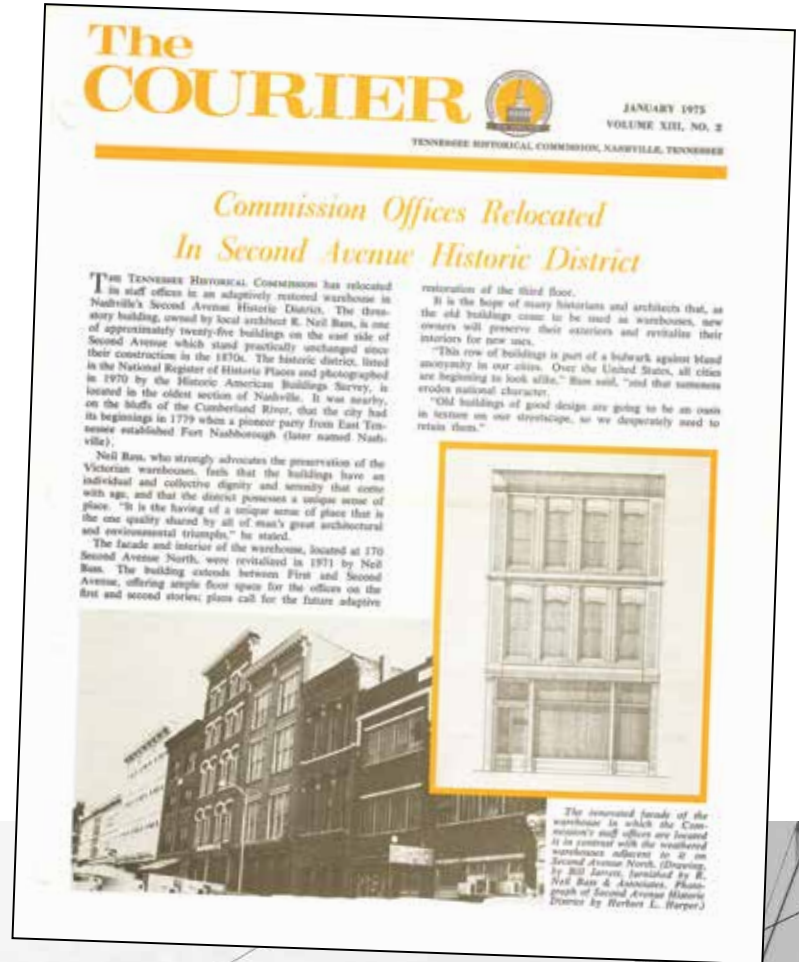 The
COURIER
JANUARY 1975
VOLUME XIII, NO. 2
TENNESSEE HISTORICAL COMMISSION, NASHVILLE, TENNESSEE
Commission Offices Relocated
In Second Avenue Historic District
THE TENNESSEE HISTORICAL COMMISSION has relocated
its staff offices in an adaptively restored warehouse in
Nashville's Second Avenue Historic District. The three-
story building, owned by local architect R. Neil Bass, is one
of approximately twenty-five buildings on the east side of
Second Avenue which stand practically unchanged since
their construction in the 1870s. The historic district, listed
in the National Register of Historic Places and photographed
in 1970 by the Historic American Buildings Survey, is
located in the oldest section of Nashville. It was nearby,
on the bluffs of the Cumberland River, that the city had
its beginnings in 1779 when a pioneer party from East Ten-
nessee established Fort Nashborough (later named Nash-
ville).
Neil Bass, who strongly advocates the preservation of the
Victorian warehouses, feels that the buildings have an
individual and collective dignity and serenity that come
with age, and that the district possesses a unique sense of
place. "It is the having of a unique sense of place that is
the one quality shared by all of man's great architectural
and environmental triumphs," he stated.
The facade and interior of the warehouse, located at 170
Second Avenue North, were revitalized in 1971 by Neil
Bass. The building extends between First and Second
Avenue, offering ample floor space for the offices on the
first and second stories; plans call for the future adaptive
restoration of the third floor.
It is the hope of many historians and architects that, as
the old buildings cease to be used as warehouses, new
owners will preserve their exteriors and revitalize their
interiors for new uses.
"This row of buildings is part of a bulwark against bland
anonymity in our cities. Over the United States, all cities
are beginning to look alike," Bass said, "and that sameness
erodes national character.
"Old buildings of good design are going to be an oasis
in texture on our streetscape, so we desperately need to
retain them."
The renovated facade of the
warehouse in which the Com-
mission's staff offices are located
is in contrast with the weathered
warehouses adjacent to it on
Second Avenue North. (Drawing
by Bill Jarrett, furnished by R.
Neil Bass & Associates. Photo-
graph of Second Avenue Historic
District by Herbert L. Harper.)